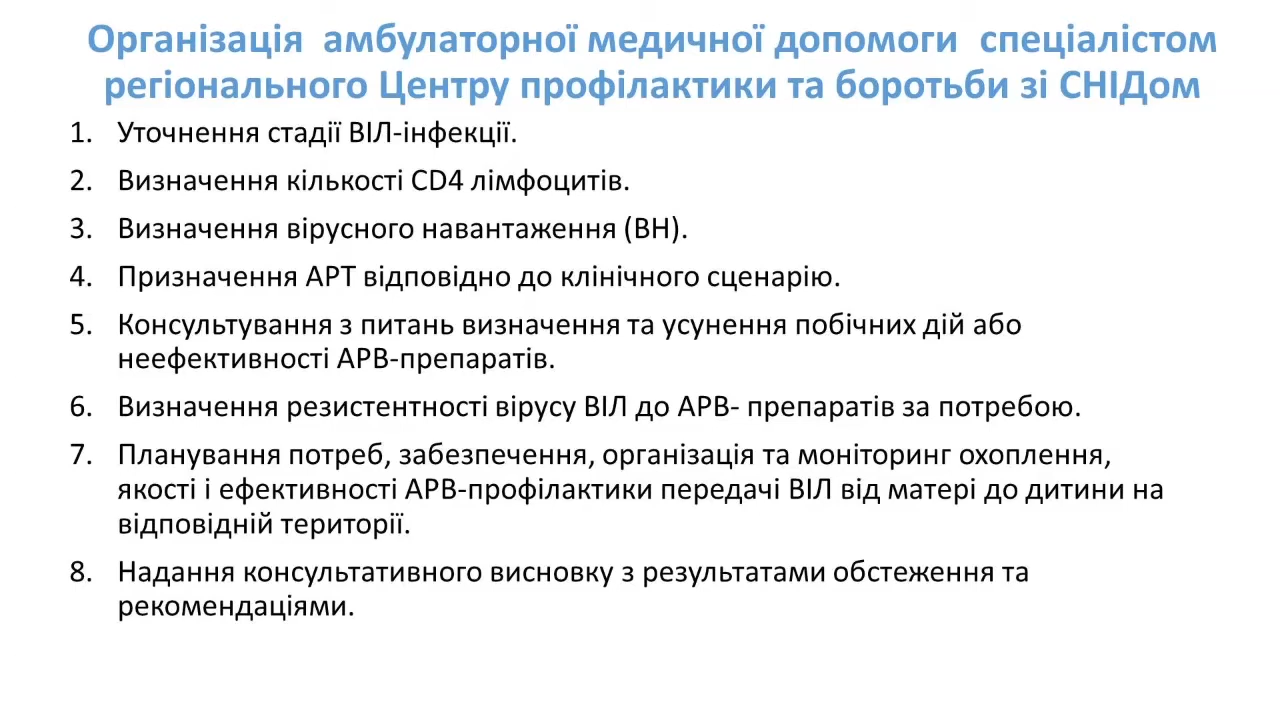 Організація амбулаторної медичної допомоги спеціалістом
регіонального Центру профілактики та боротьби зі СНІДом
1. Уточнення стадії ВІЛ-інфекції.
2. Визначення кількості CD4 лімфоцитів.
3. Визначення вірусного навантаження (ВН).
4. Призначення АРТ відповідно до клінічного сценарію.
5. Консультування з питань визначення та усунення побічних дій або
неефективності АРВ-препаратів.
6. Визначення резистентності вірусу ВІЛ до АРВ- препаратів за потребою.
7. Планування потреб, забезпечення, організація та моніторинг охоплення,
якості і ефективності АРВ-профілактики передачі ВІЛ від матері до дитини на
відповідній території.
8. Надання консультативного висновку з результатами обстеження та
рекомендаціями.